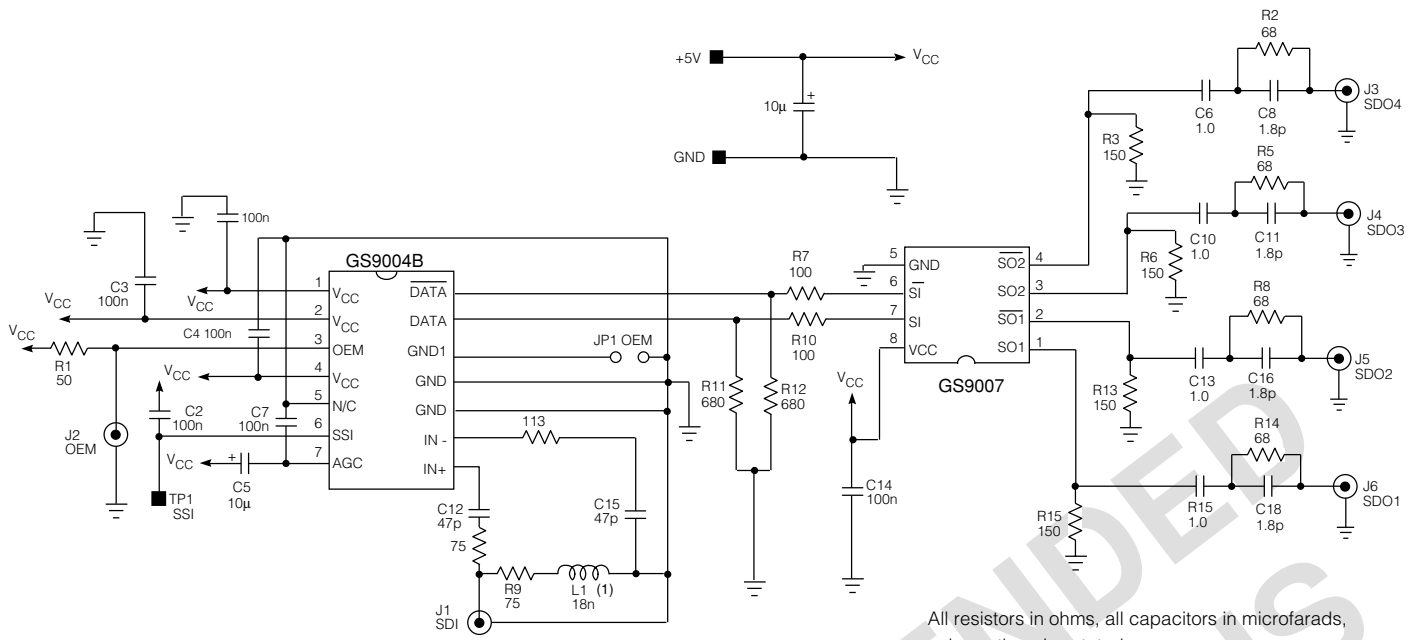 R2
68
+5V
VCC
J3
SDO4
10µ
+
C6
1.0
C8
1.8p
R3
150
GND
R5
68
100n
J4
SDO3
C10
1.0
C11
1.8p
R6
150
GS9004B
C3
100n
VCC
VCC
VCC
R1
50
C4 100n
VCC
1
2
3
4
5
6
7
VCC
VCC
OEM
VCC
N/C
SSI
AGC
DATA
DATA
GND1
GND
GND
IN -
IN+
R7
100
R10
100
JP1 OEM
R11
680
R12
680
5
6
7
8
GND
SI
SI
VCC
SO2
SO2
SO1
SO1
4
3
2
1
GS9007
R8
68
J5
SDO2
C13
1.0
C16
1.8p
R13
150
J2
OEM
C2
100n
C7
100n
VCC
+
C5
10µ
TP1
SSI
113
C12
47p
C15
47p
75
R9
75
L1 (1)
18n
J1
SDI
VCC
C14
100n
R14
68
J6
SDO1
R15
1.0
C18
1.8p
R15
150
ENDED
All resistors in ohms, all capacitors in microfarads,